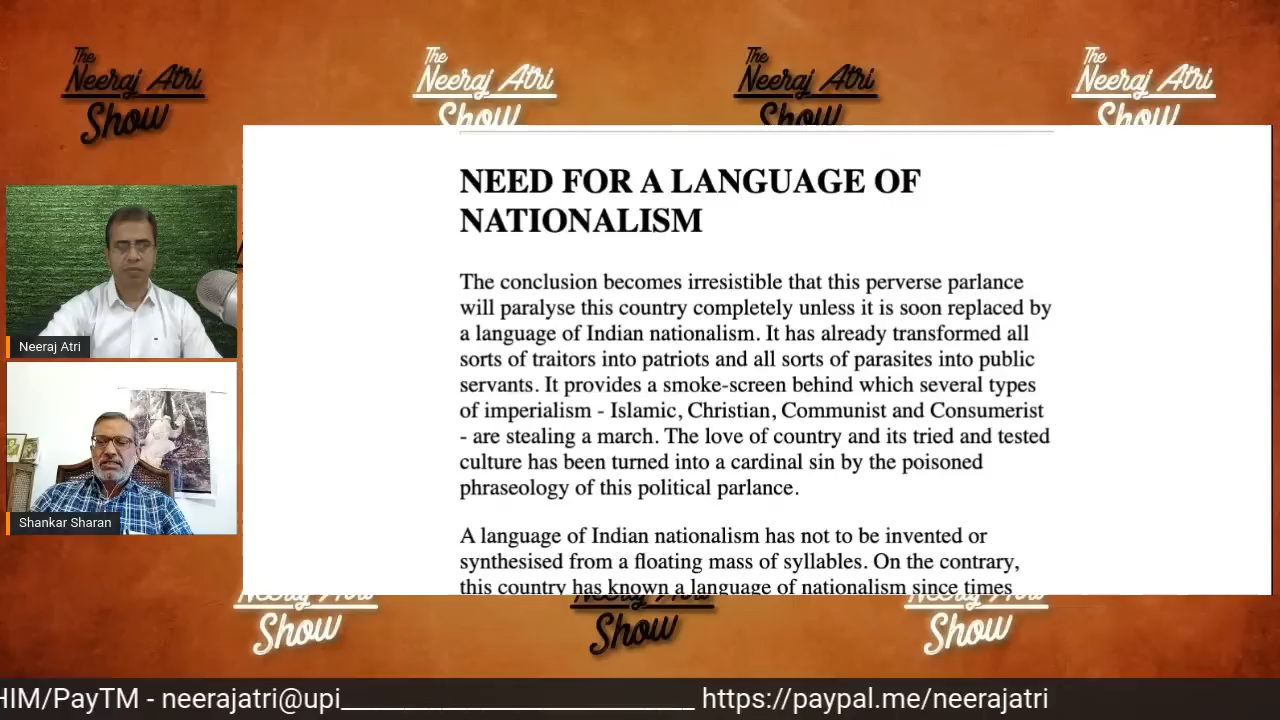 The
Neeraj Atri
Show
The
Neeraj Atri
Show
The
Neeraj Atri
Show
The
Neeraj Atri
Show
NEED FOR A LANGUAGE OF
NATIONALISM
The conclusion becomes irresistible that this perverse parlance
will paralyse this country completely unless it is soon replaced by
a language of Indian nationalism. It has already transformed all
sorts of traitors into patriots and all sorts of parasites into public
servants. It provides a smoke-screen behind which several types
of imperialism - Islamic, Christian, Communist and Consumerist
- are stealing a march. The love of country and its tried and tested
culture has been turned into a cardinal sin by the poisoned
phraseology of this political parlance.
A language of Indian nationalism has not to be invented or
synthesised from a floating mass of syllables. On the contrary,
this country has known a language of nationalism since times
Neeraj Atri
Shankar Sharan
Neeraj Atri
Show
Neeraj Atri
Show
Neeraj Atri
Show
HIM/PayTM - neerajatri@upi___________________________ https://paypal.me/neerajatri